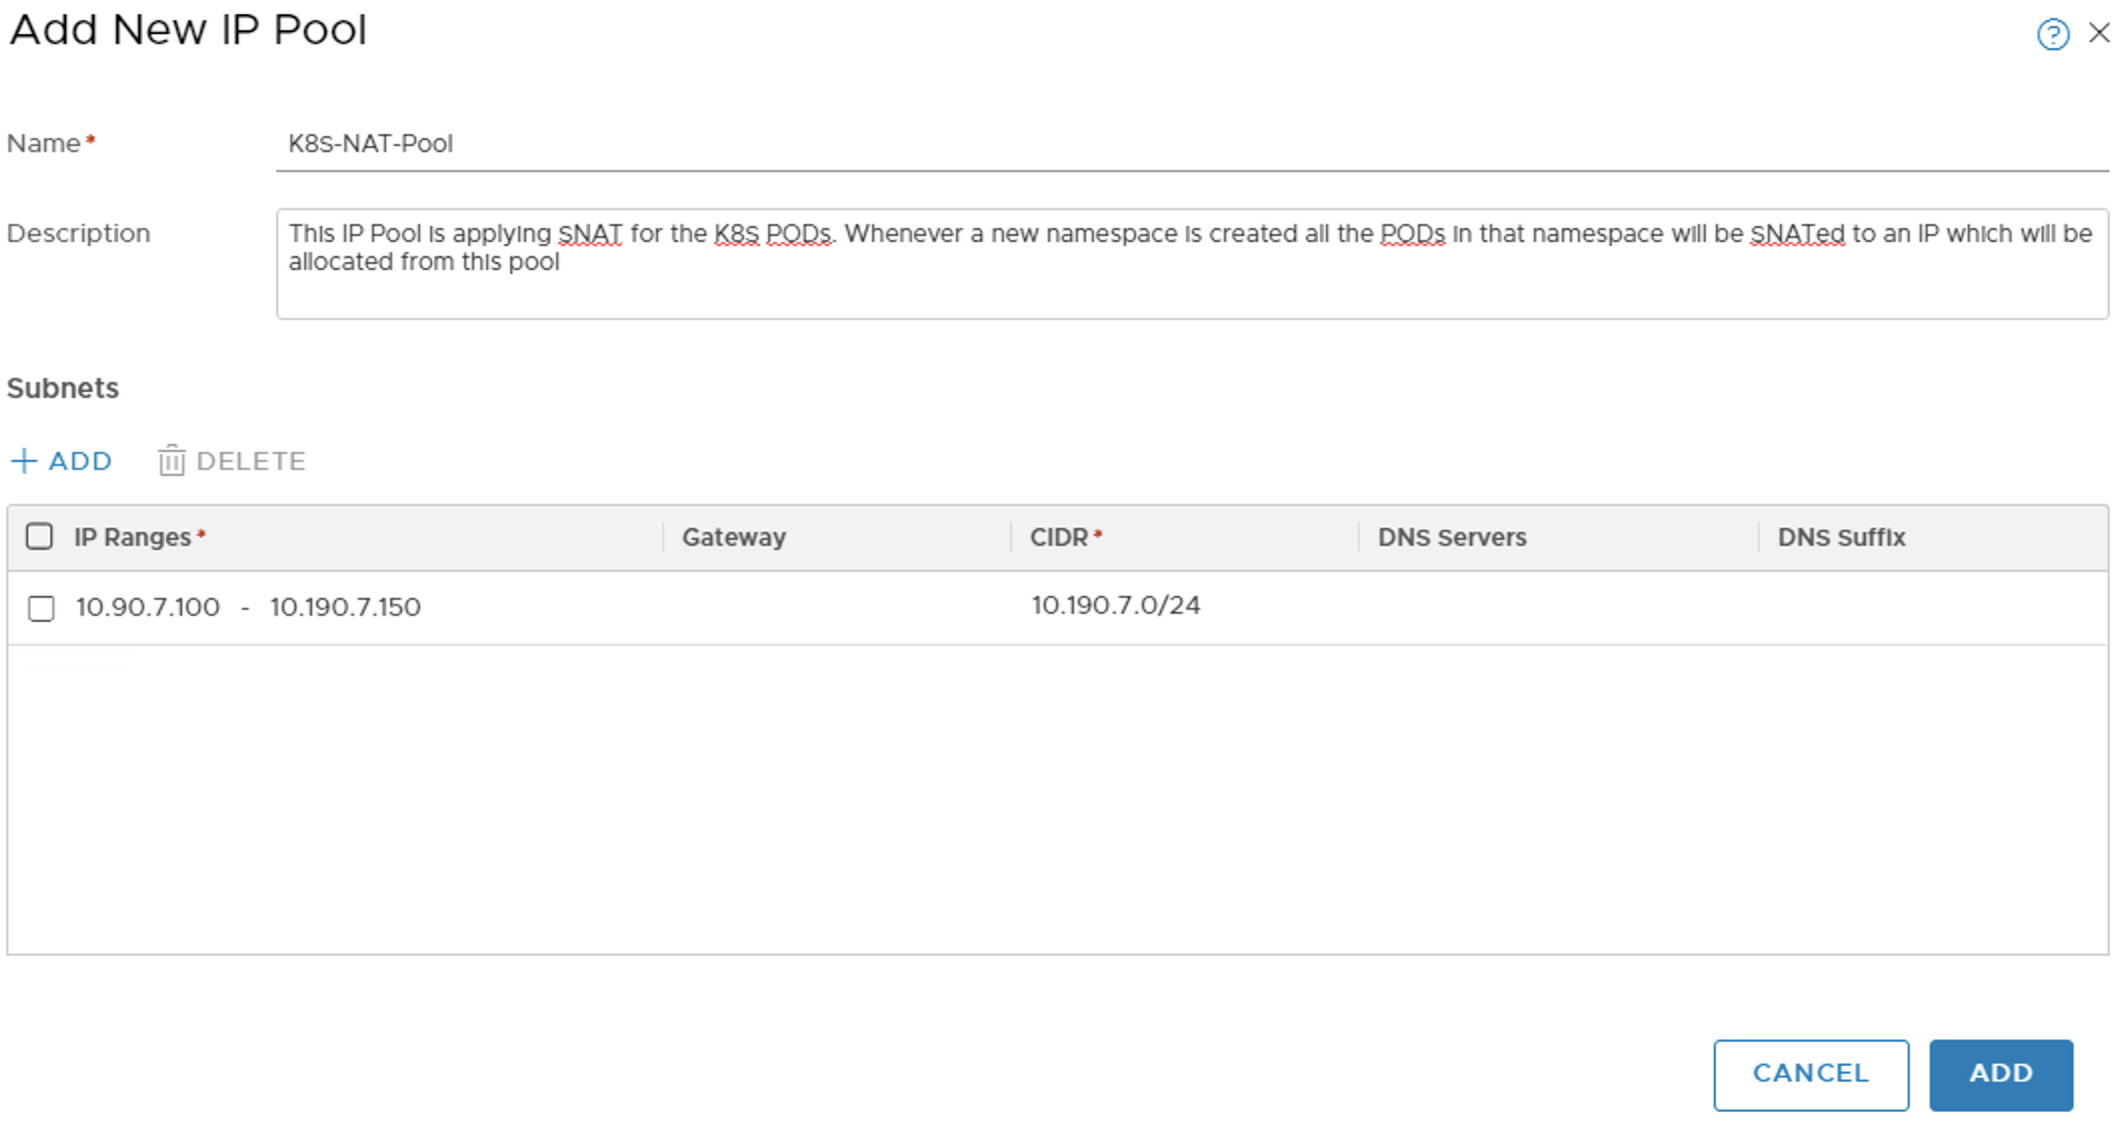 Add New IP Pool
Name*
K8s-NAT-Pool
Description
This IP Pool is applying sNAT for the K8s PODs. Whenever a new namespace is created all the PODs in that namespace will be sNATed to an IP which will be
allocated from this pool
Subnets
+ ADD DELETE
IP Ranges* Gateway CIDR* DNS Servers DNS Suffix
10.90.7.100 - 10.190.7.150 10.190.7.0/24
CANCEL ADD